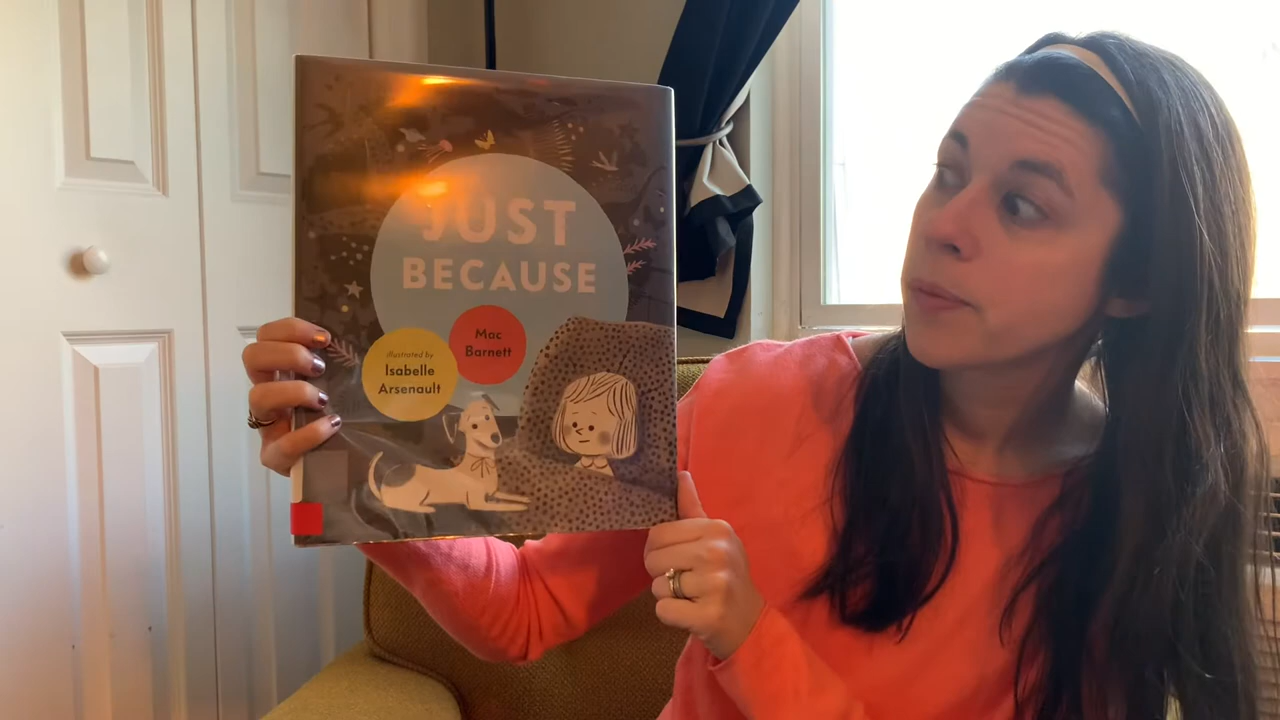 JUST
BECAUSE
Mac
Barnett
illustrated by
Isabelle
Arsenault